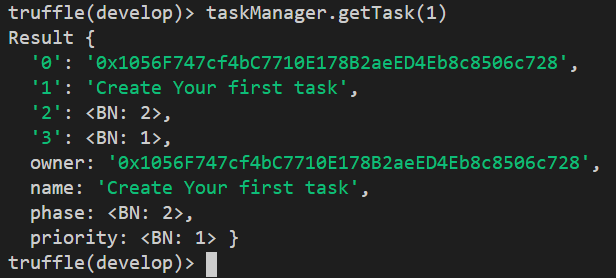 truffle(develop)> taskManager.getTask(1)
Result {
  '0': '0x1056F747cf4bC7710E178B2aeED4Eb8c8506c728',
  '1': 'Create Your first task',
  '2': <BN: 2>,
  '3': <BN: 1>,
  owner: '0x1056F747cf4bC7710E178B2aeED4Eb8c8506c728',
  name: 'Create Your first task',
  phase: <BN: 2>,
  priority: <BN: 1> }
truffle(develop)>